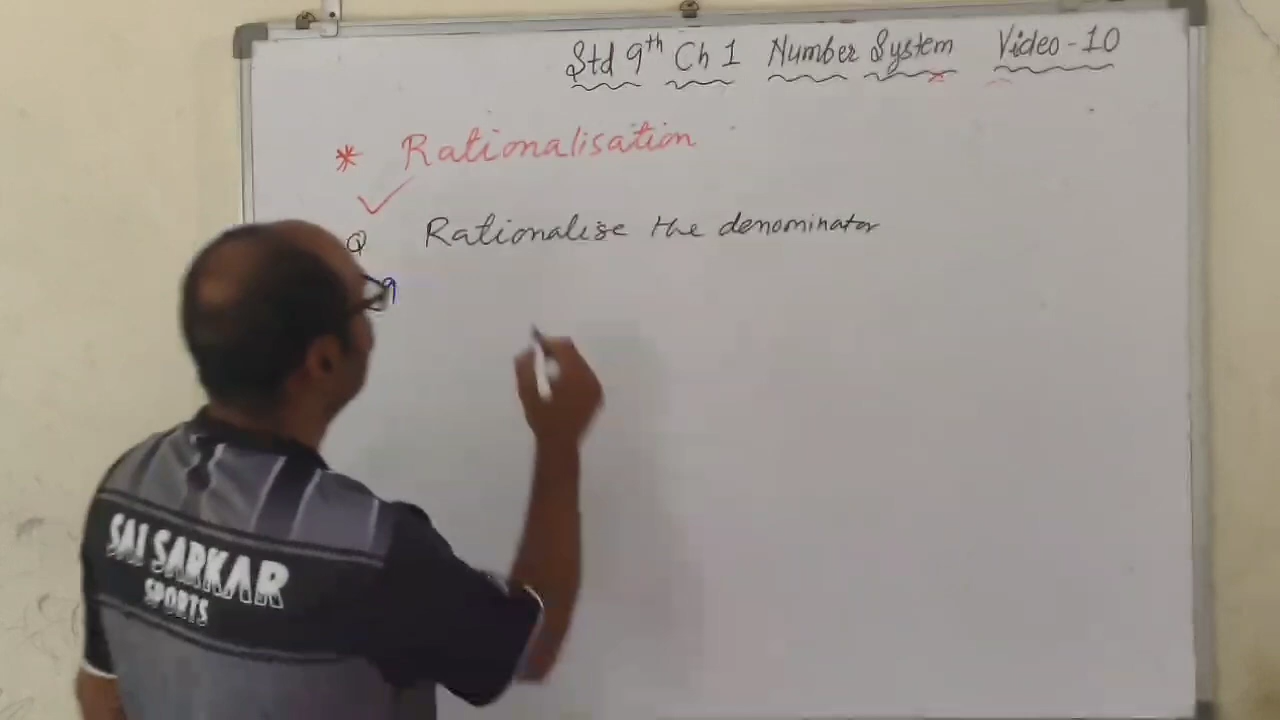 Std 9th Ch 1 Number System Video - 10
* Rationalisation
Q Rationalise the denominator
SAI SARKAR
SPORTS